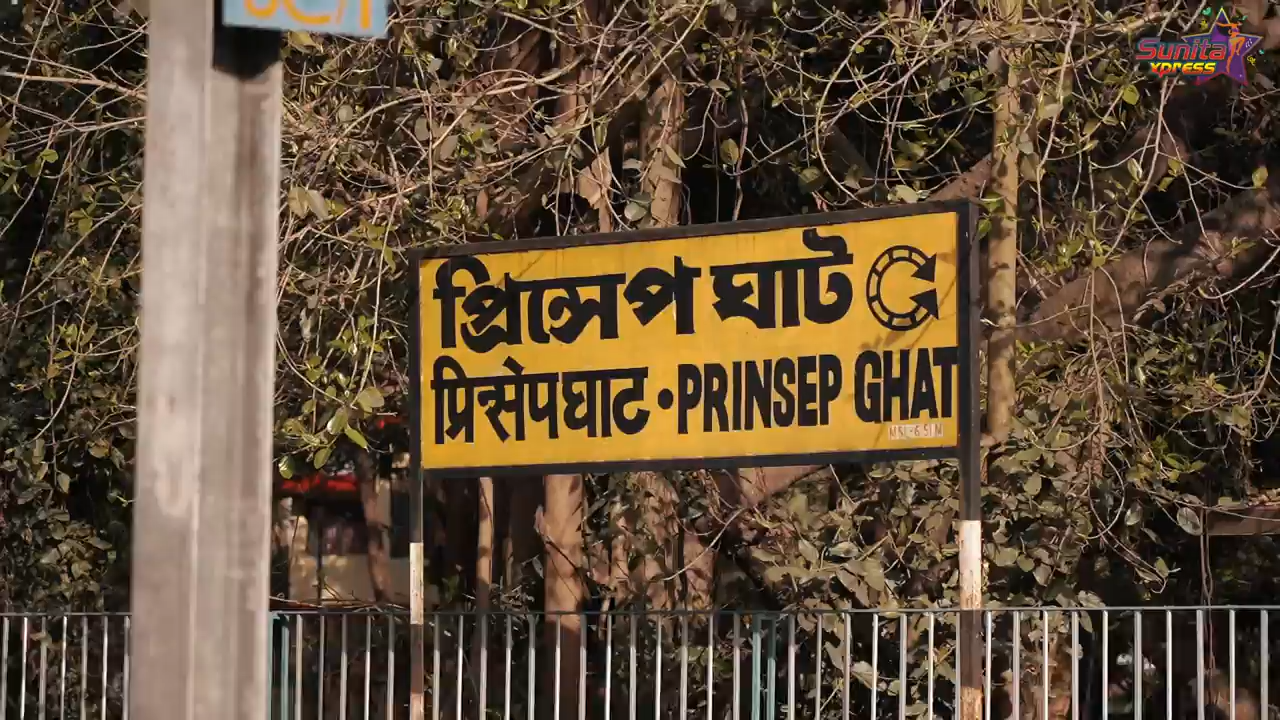 Sunita
xpress
প্রিন্সেপ ঘাট
प्रिन्सेपघाट • PRINSEP GHAT